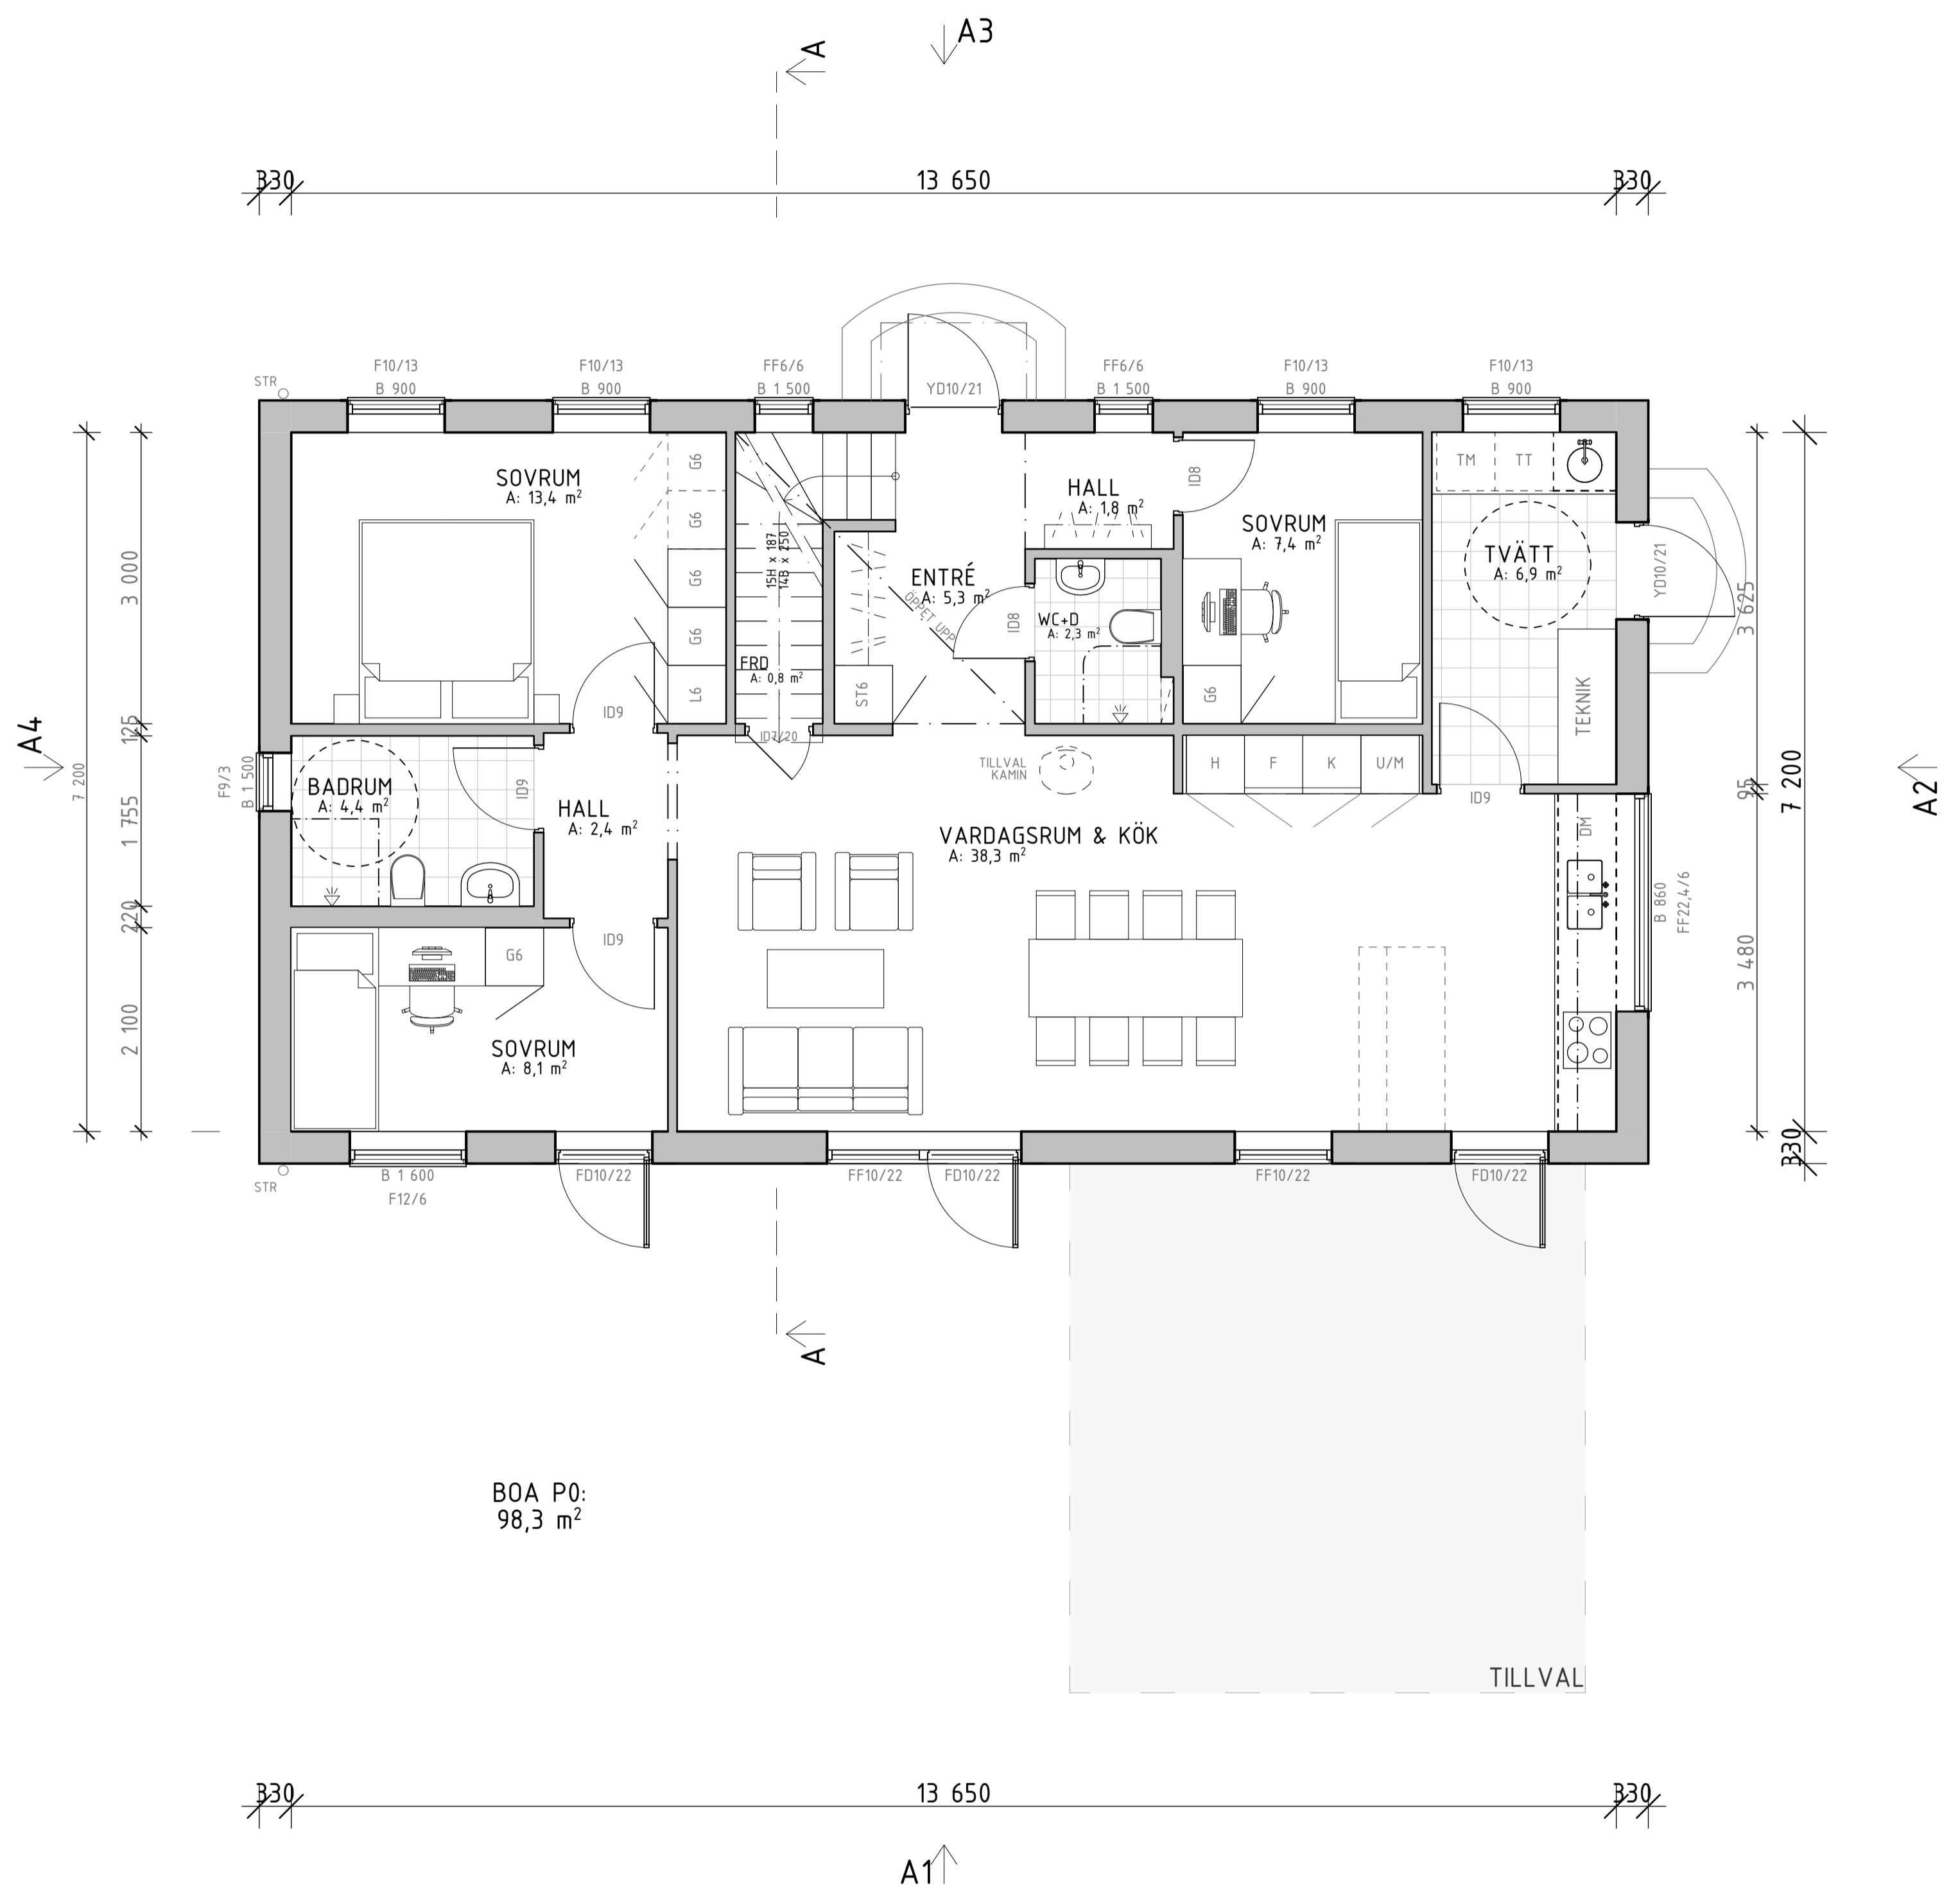 A3
A
330
13 650
330
F10/13
B 900
F10/13
B 900
FF6/6
B 1 500
YD10/21
FF6/6
B 1 500
F10/13
B 900
F10/13
B 900
STR
SOVRUM
A: 13,4 m²
G6
G6
G6
G6
L6
15H x 187
14B x 250
FRD
A: 0,8 m²
ID7/20
ENTRÉ
A: 5,3 m²
ÖPPET UPP
ST6
HALL
A: 1,8 m²
ID8
ID8
WC+D
A: 2,3 m²
SOVRUM
A: 7,4 m²
G6
TM
TT
TVÄTT
A: 6,9 m²
TEKNIK
YD10/21
3 000
125
1 755
220
2 100
7 200
A4
3 625
95
3 480
7 200
330
A2
F9/3
B 1 500
BADRUM
A: 4,4 m²
ID9
ID9
HALL
A: 2,4 m²
ID9
TILLVAL
KAMIN
H
F
K
U/M
ID9
VARDAGSRUM & KÖK
A: 38,3 m²
DM
B 860
FF22,4/6
G6
SOVRUM
A: 8,1 m²
STR
B 1 600
F12/6
FD10/22
FF10/22
FD10/22
FF10/22
FD10/22
A
BOA P0:
98,3 m²
TILLVAL
330
13 650
330
A1